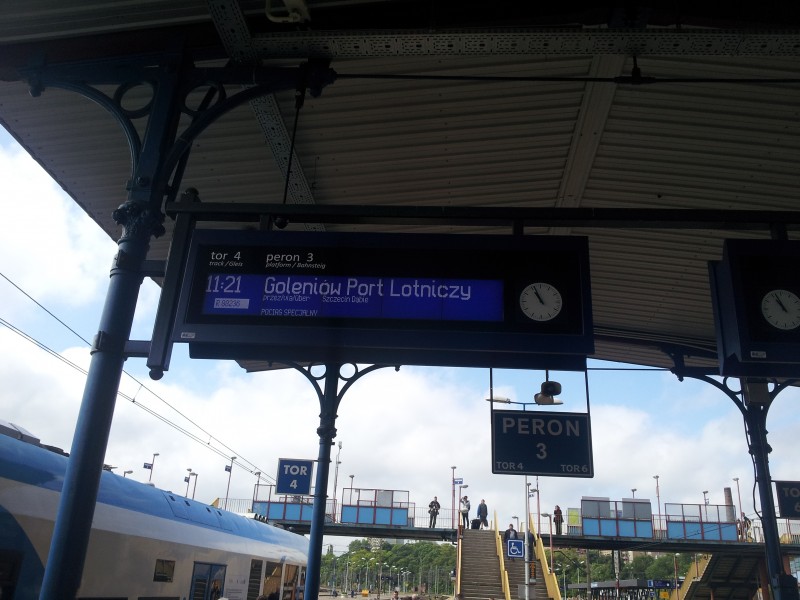 tor 4 peron 3
track / Gleis platform / Bahnsteig
11:21 Goleniów Port Lotniczy
przez/via/über Szczecin Dąbie
POCIĄG SPECJALNY
PERON
3
TOR 4 TOR 6
TOR
4
TOR